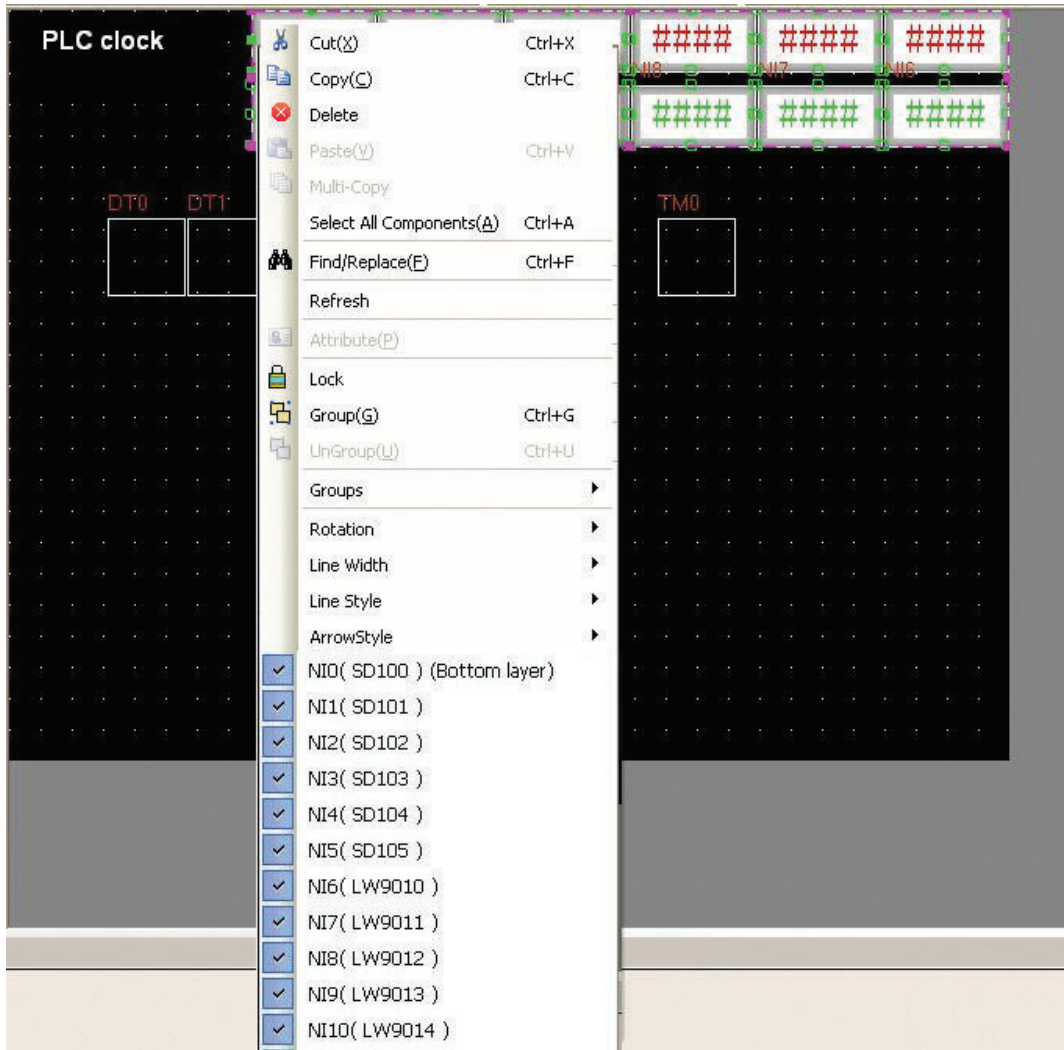 PLC clock
#### #### ####
NI8 NI7 NI6
#### #### ####
DT0 DT1 TM0
Cut(X) Ctrl+X
Copy(C) Ctrl+C
Delete
Paste(V) Ctrl+V
Multi-Copy
Select All Components(A) Ctrl+A
Find/Replace(F) Ctrl+F
Refresh
Attribute(P)
Lock
Group(G) Ctrl+G
UnGroup(U) Ctrl+U
Groups
Rotation
Line Width
Line Style
ArrowStyle
NI0( SD100 ) (Bottom layer)
NI1( SD101 )
NI2( SD102 )
NI3( SD103 )
NI4( SD104 )
NI5( SD105 )
NI6( LW9010 )
NI7( LW9011 )
NI8( LW9012 )
NI9( LW9013 )
NI10( LW9014 )